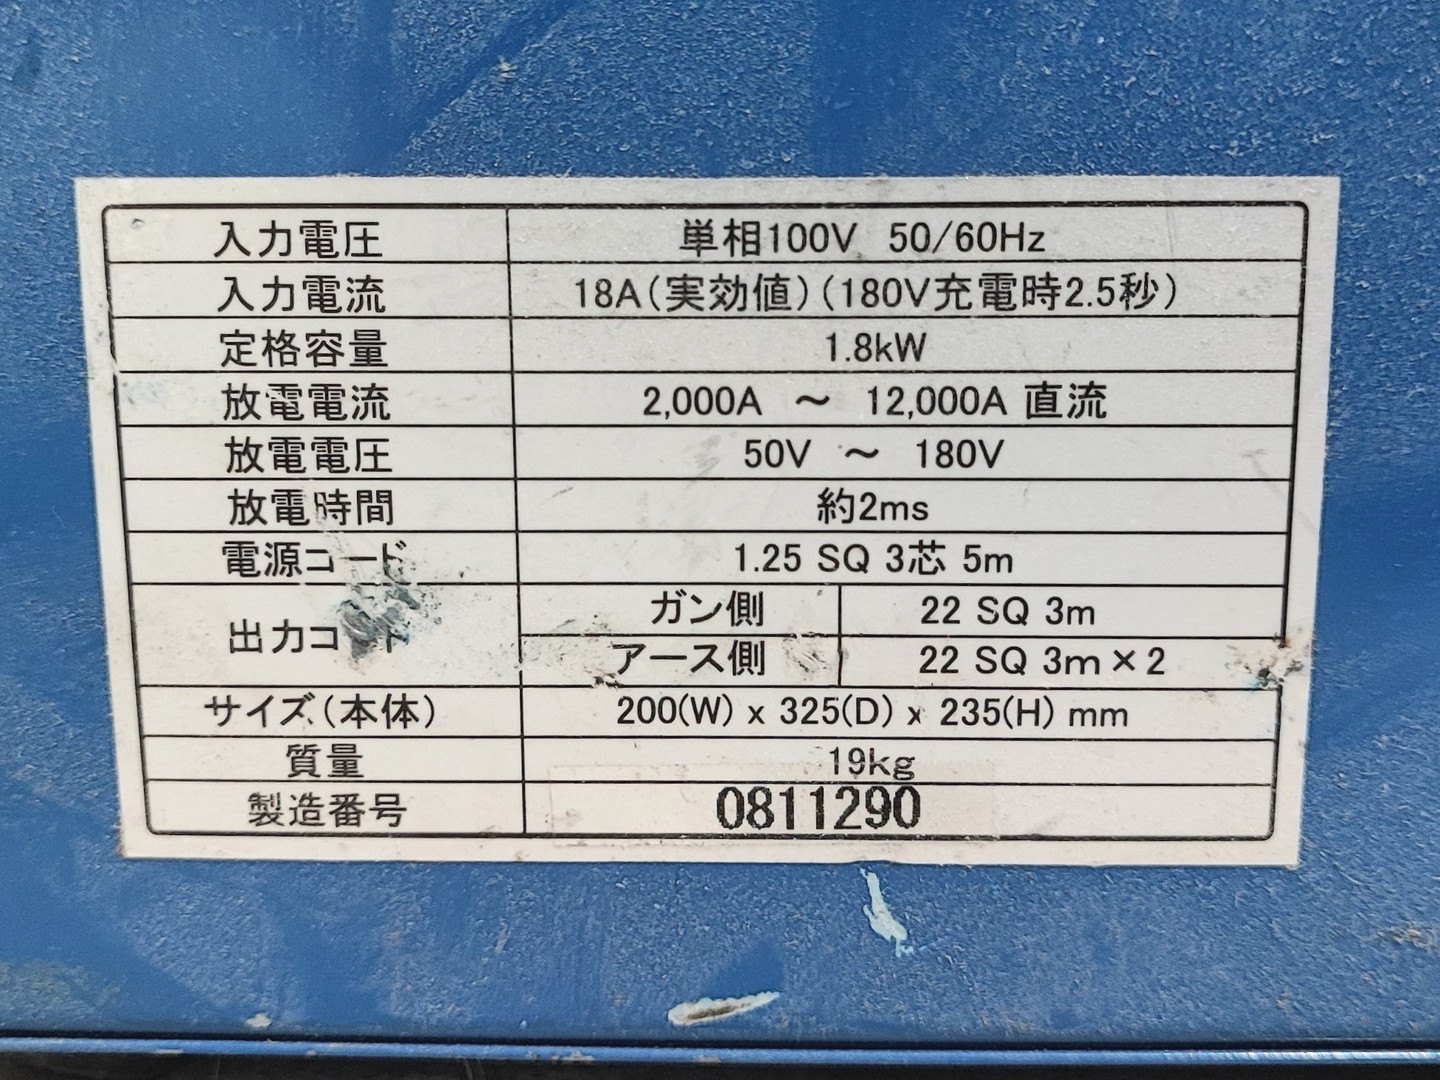 入力電圧 単相100V 50/60Hz
入力電流 18A(実効値)(180V充電時2.5秒)
定格容量 1.8kW
放電電流 2,000A ～ 12,000A 直流
放電電圧 50V ～ 180V
放電時間 約2ms
電源コード 1.25 SQ 3芯 5m
出力コード ガン側 22 SQ 3m
アース側 22 SQ 3m×2
サイズ(本体) 200(W) x 325(D) x 235(H) mm
質量 19kg
製造番号 0811290